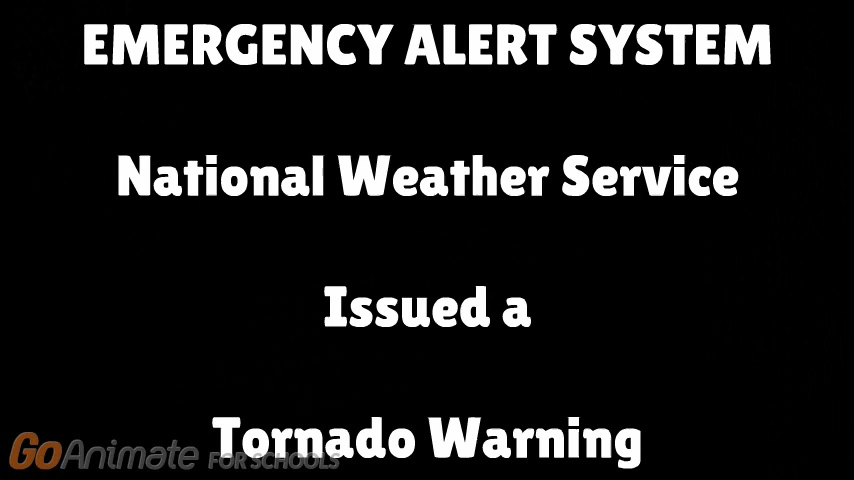 EMERGENCY ALERT SYSTEM
National Weather Service
Issued a
Tornado Warning
GoAnimate FOR SCHOOLS